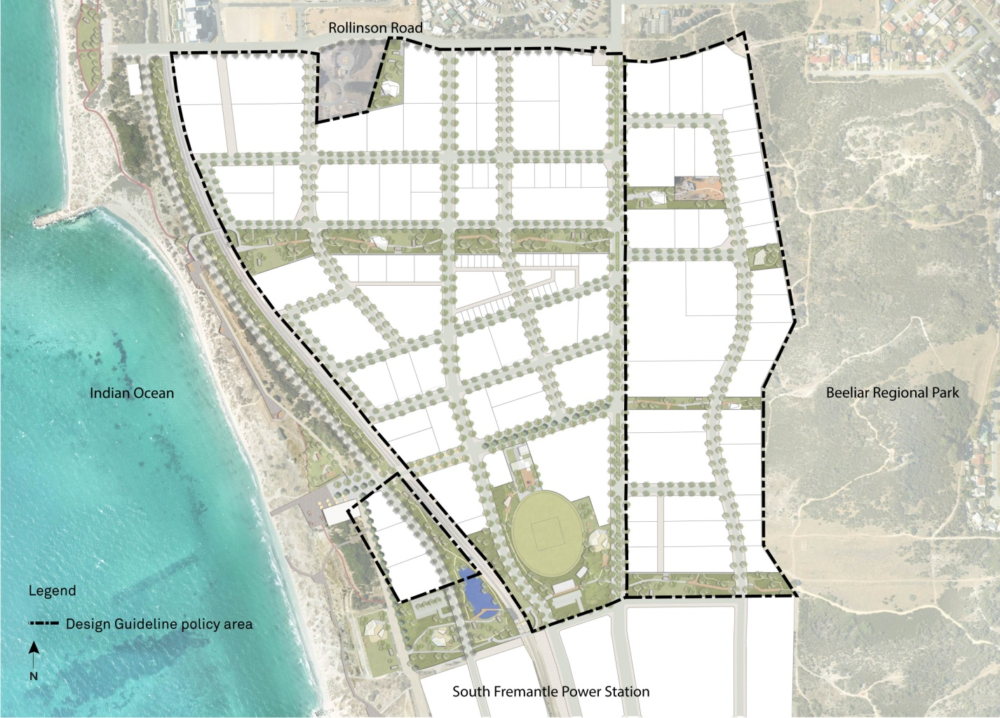 Rollinson Road
Indian Ocean
Beeliar Regional Park
Legend
Design Guideline policy area
N
South Fremantle Power Station